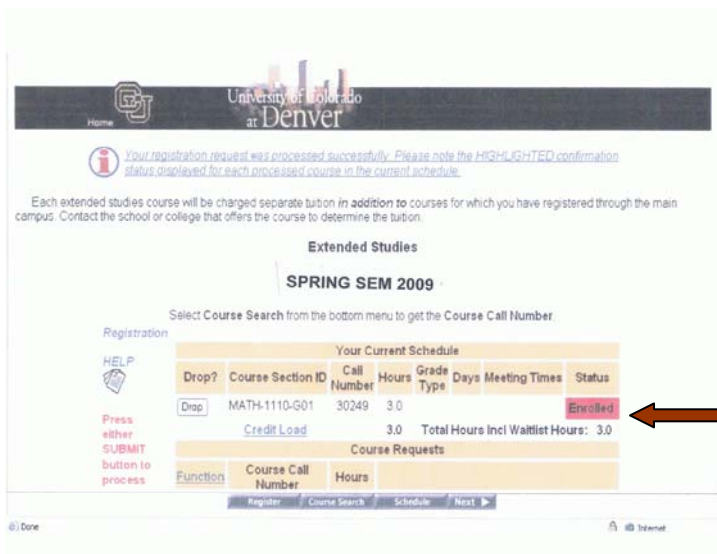 University of Colorado
at Denver
Home
Your registration request was processed successfully. Please note the HIGHLIGHTED confirmation
status displayed for each processed course in the current schedule.
Each extended studies course will be charged separate tuition in addition to courses for which you have registered through the main
campus. Contact the school or college that offers the course to determine the tuition.
Extended Studies
SPRING SEM 2009
Select Course Search from the bottom menu to get the Course Call Number.
Registration
HELP
Press
either
SUBMIT
button to
process
Your Current Schedule
Drop? Course Section ID Call Number Hours Grade Type Days Meeting Times Status
Drop MATH-1110-G01 30249 3.0 Enrolled
Credit Load 3.0 Total Hours Incl Waitlist Hours: 3.0
Course Requests
Function Course Call Number Hours
Register Course Search Schedule Next
Done Internet